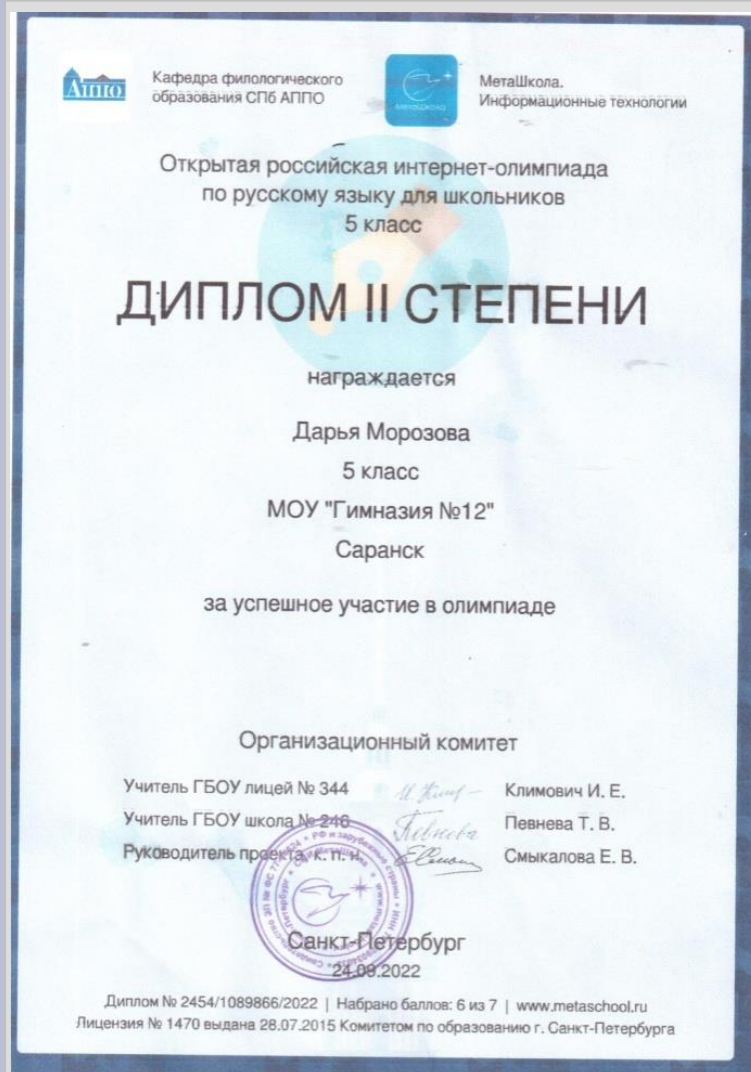 Аппо
Кафедра филологического
образования СПб АППО
МетаШкола
МетаШкола.
Информационные технологии
Открытая российская интернет-олимпиада
по русскому языку для школьников
5 класс
ДИПЛОМ II СТЕПЕНИ
награждается
Дарья Морозова
5 класс
МОУ "Гимназия №12"
Саранск
за успешное участие в олимпиаде
Организационный комитет
Учитель ГБОУ лицей № 344 Климович И. Е.
Учитель ГБОУ школа № 246 Певнева Певнева Т. В.
Руководитель проекта, к. п. н. Смыкалова Е. В.
Санкт-Петербург
24.09.2022
Диплом № 2454/1089866/2022 | Набрано баллов: 6 из 7 | www.metaschool.ru
Лицензия № 1470 выдана 28.07.2015 Комитетом по образованию г. Санкт-Петербурга